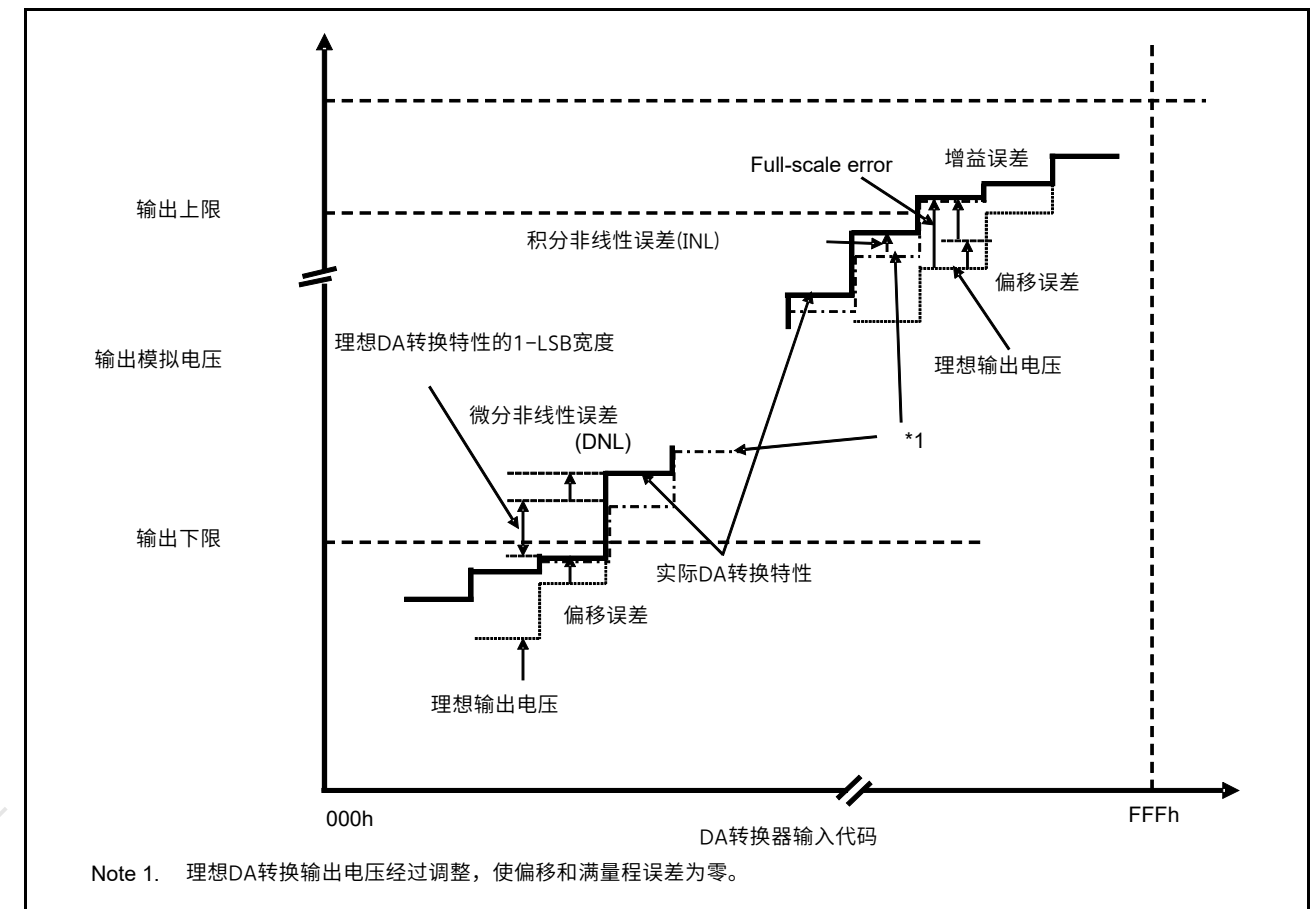 Full-scale error
增益误差
输出上限
积分非线性误差(INL)
偏移误差
理想DA转换特性的1-LSB宽度
输出模拟电压
理想输出电压
微分非线性误差
(DNL)
*1
输出下限
实际DA转换特性
偏移误差
理想输出电压
000h
FFFh
DA转换器输入代码
Note 1. 理想DA转换输出电压经过调整，使偏移和满量程误差为零。